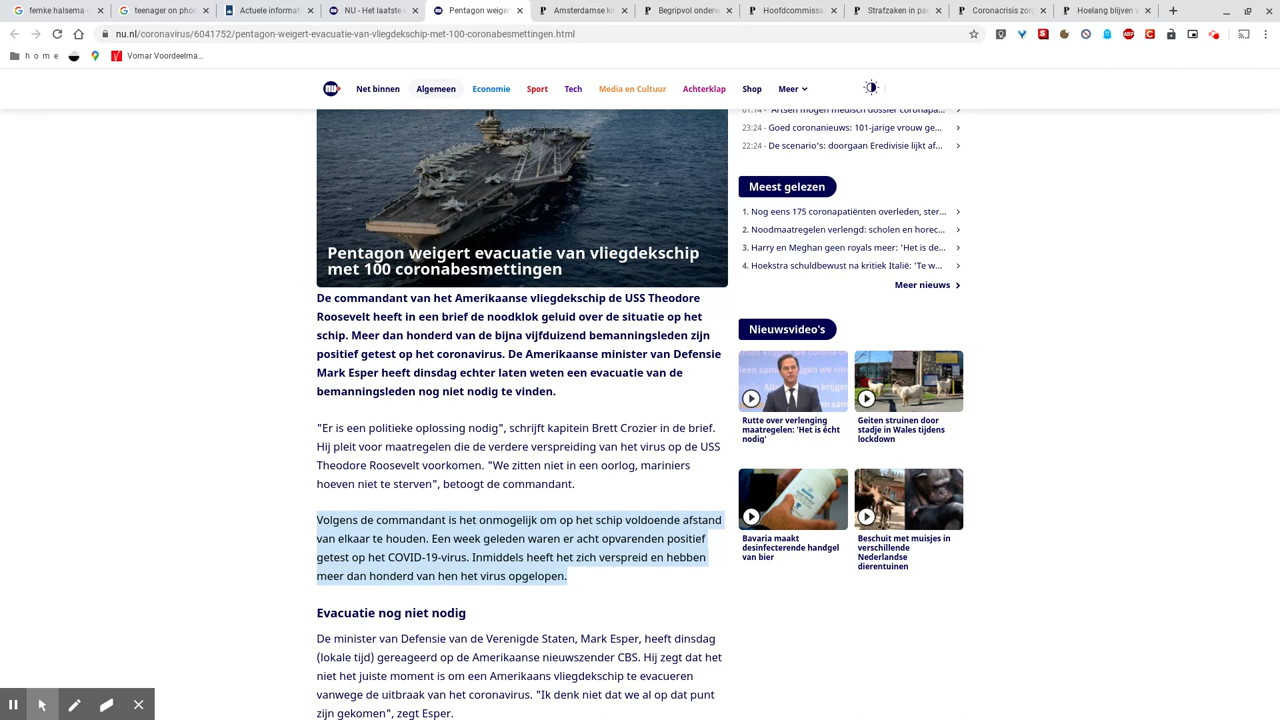 femke halsema -
teenager on phon
Actuele informat
NU - Het laatste
Pentagon weiger
Amsterdamse kin
Begripvol onderw
Hoofdcommissa
Strafzaken in pau
Coronacrisis zor
Hoelang blijven v
nu.nl/coronavirus/6041752/pentagon-weigert-evacuatie-van-vliegdekschip-met-100-coronabesmettingen.html
h o m e
Vomar Voordeelma...
NU
Net binnen
Algemeen
Economie
Sport
Tech
Media en Cultuur
Achterklap
Shop
Meer
Pentagon weigert evacuatie van vliegdekschip
met 100 coronabesmettingen
De commandant van het Amerikaanse vliegdekschip de USS Theodore
Roosevelt heeft in een brief de noodklok geluid over de situatie op het
schip. Meer dan honderd van de bijna vijfduizend bemanningsleden zijn
positief getest op het coronavirus. De Amerikaanse minister van Defensie
Mark Esper heeft dinsdag echter laten weten een evacuatie van de
bemanningsleden nog niet nodig te vinden.
"Er is een politieke oplossing nodig", schrijft kapitein Brett Crozier in de brief.
Hij pleit voor maatregelen die de verdere verspreiding van het virus op de USS
Theodore Roosevelt voorkomen. "We zitten niet in een oorlog, mariniers
hoeven niet te sterven", betoogt de commandant.
Volgens de commandant is het onmogelijk om op het schip voldoende afstand
van elkaar te houden. Een week geleden waren er acht opvarenden positief
getest op het COVID-19-virus. Inmiddels heeft het zich verspreid en hebben
meer dan honderd van hen het virus opgelopen.
Evacuatie nog niet nodig
De minister van Defensie van de Verenigde Staten, Mark Esper, heeft dinsdag
(lokale tijd) gereageerd op de Amerikaanse nieuwszender CBS. Hij zegt dat het
niet het juiste moment is om een Amerikaans vliegdekschip te evacueren
vanwege de uitbraak van het coronavirus. "Ik denk niet dat we al op dat punt
zijn gekomen", zegt Esper.
01:14 - 'Artsen mogen medisch dossier coronapa...
23:24 - Goed coronanieuws: 101-jarige vrouw ge...
22:24 - De scenario's: doorgaan Eredivisie lijkt af...
Meest gelezen
1. Nog eens 175 coronapatiënten overleden, ster...
2. Noodmaatregelen verlengd: scholen en horec...
3. Harry en Meghan geen royals meer: 'Het is de...
4. Hoekstra schuldbewust na kritiek Italië: 'Te w...
Meer nieuws
Nieuwsvideo's
Rutte over verlenging
maatregelen: 'Het is écht
nodig'
Geiten struinen door
stadje in Wales tijdens
lockdown
Bavaria maakt
desinfecterende handgel
van bier
Beschuit met muisjes in
verschillende
Nederlandse
dierentuinen